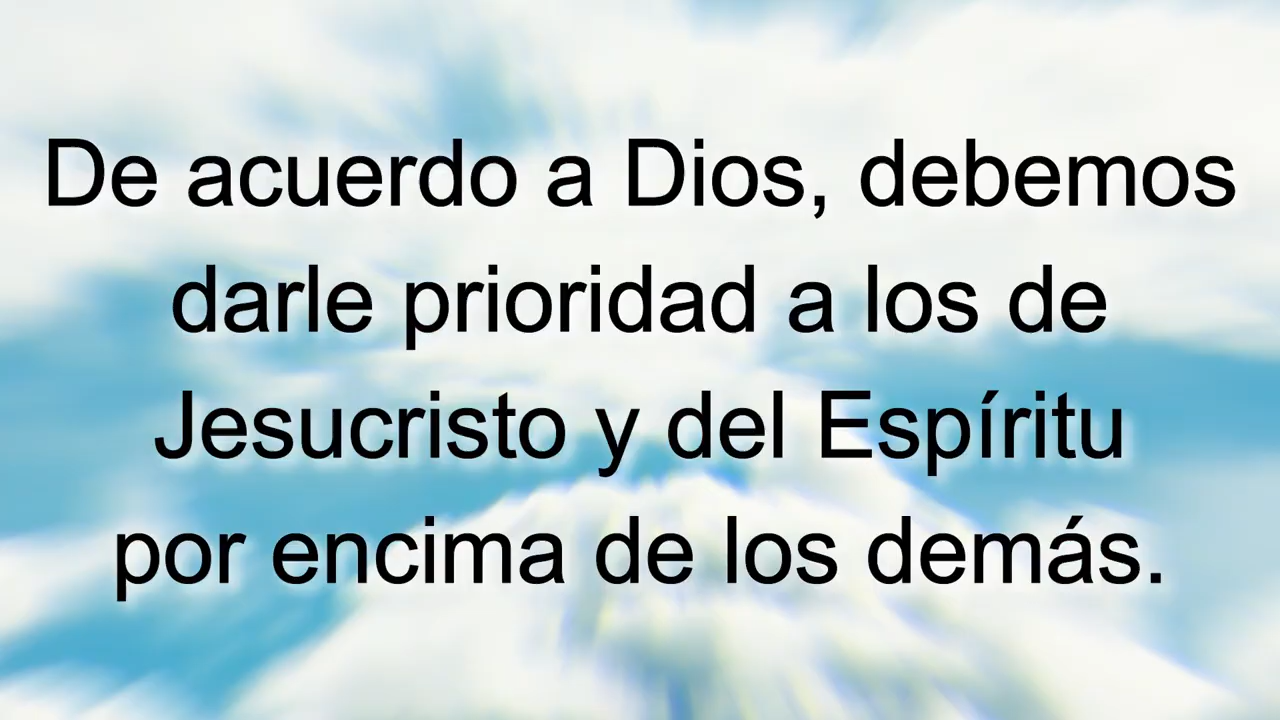 De acuerdo a Dios, debemos
darle prioridad a los de
Jesucristo y del Espíritu
por encima de los demás.